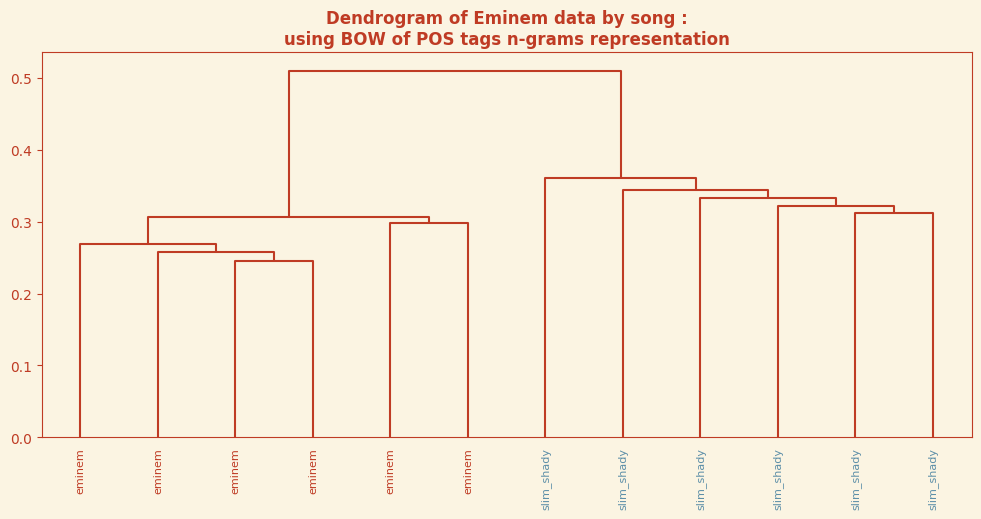 Dendrogram of Eminem data by song :
using BOW of POS tags n-grams representation
0.5
0.4
0.3
0.2
0.1
0.0
eminem
eminem
eminem
eminem
eminem
eminem
slim_shady
slim_shady
slim_shady
slim_shady
slim_shady
slim_shady